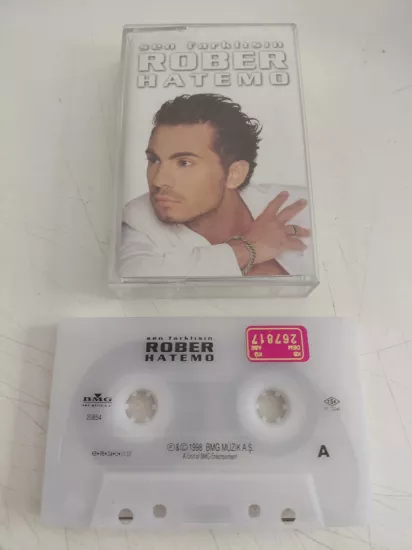 sen farklısın
ROBER
HATEMO
sen farklısın
ROBER
HATEMO
267817
BMG
℗&© 1998 BMG MÜZİK A.Ş.
A